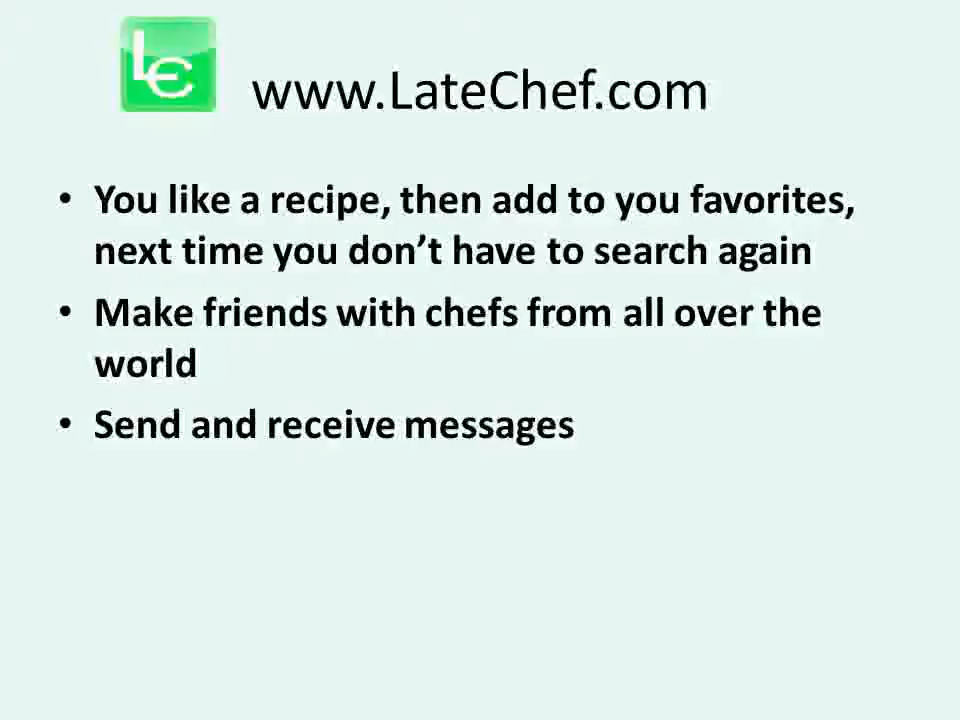 LC
www.LateChef.com
• You like a recipe, then add to you favorites,
next time you don’t have to search again
• Make friends with chefs from all over the
world
• Send and receive messages